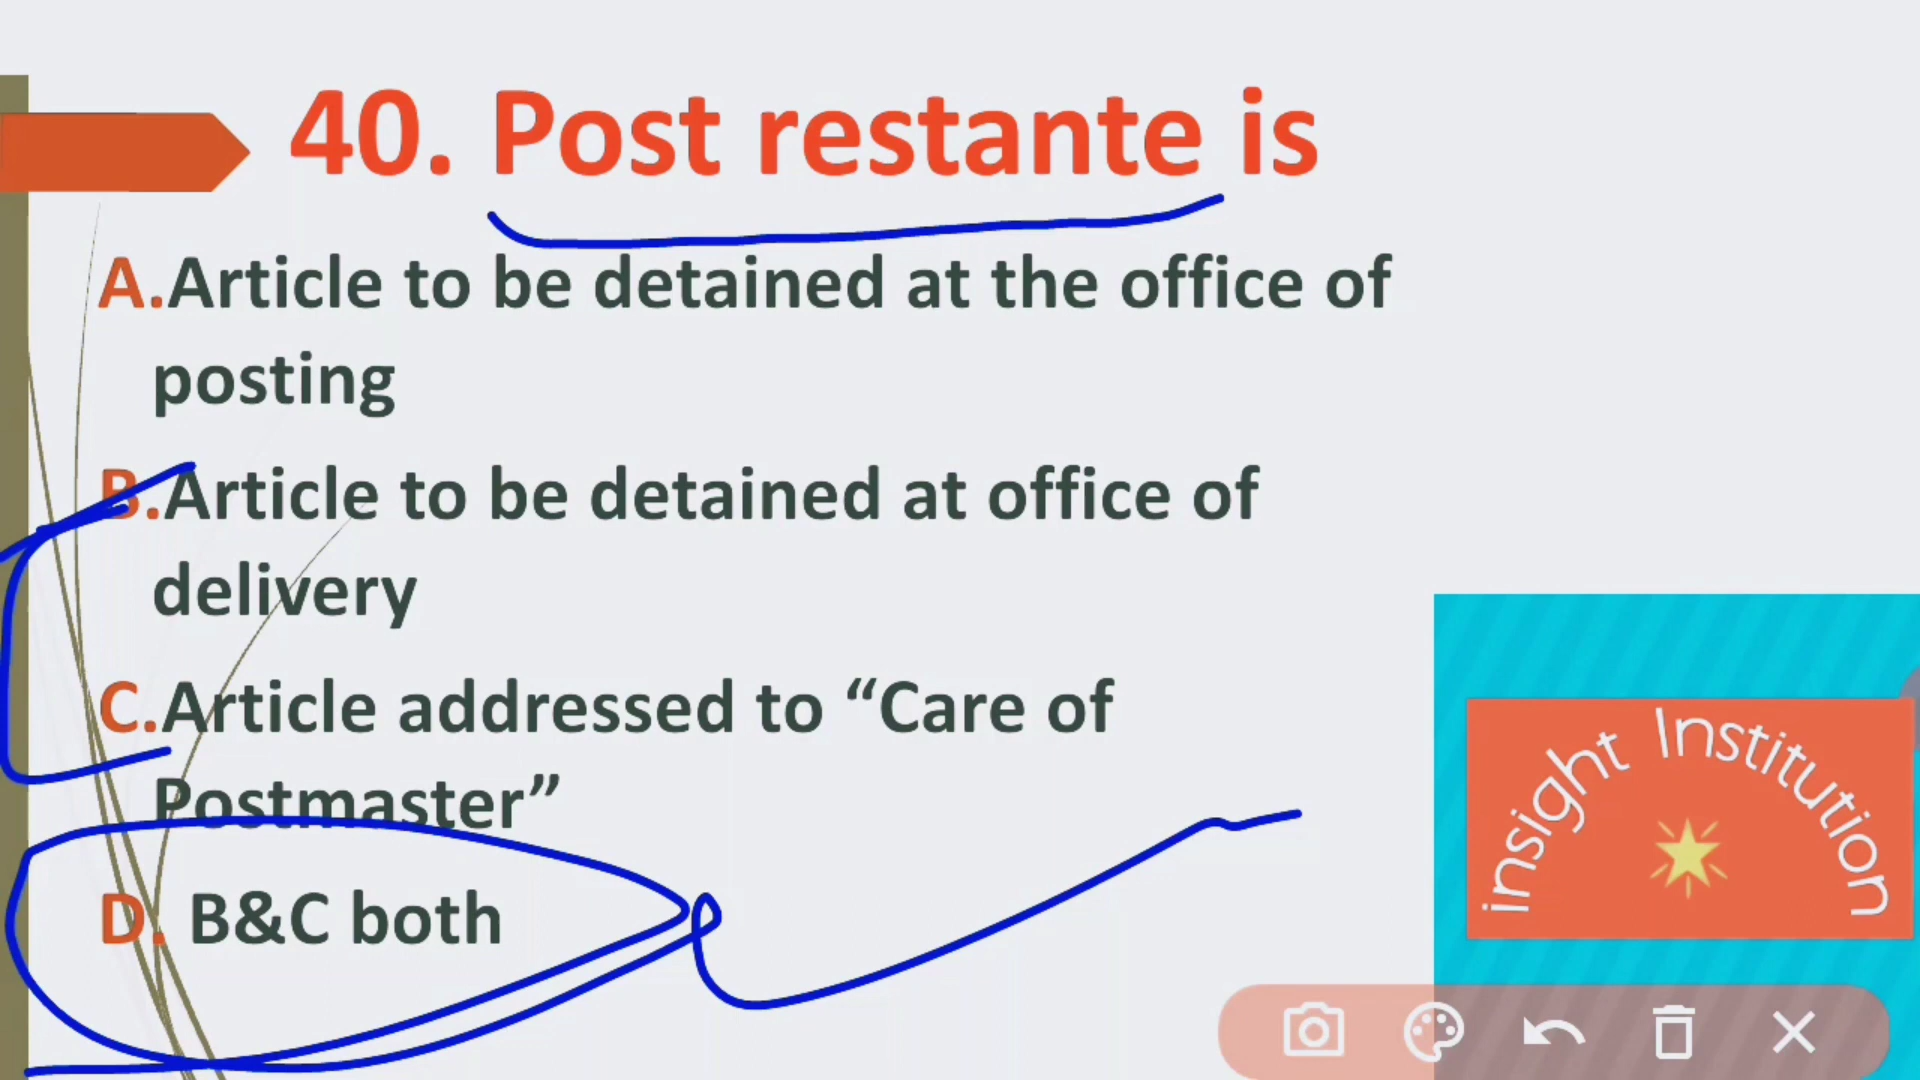 40. Post restante is
A.Article to be detained at the office of
posting
B.Article to be detained at office of
delivery
C.Article addressed to “Care of
Postmaster”
D. B&C both
insight Institution